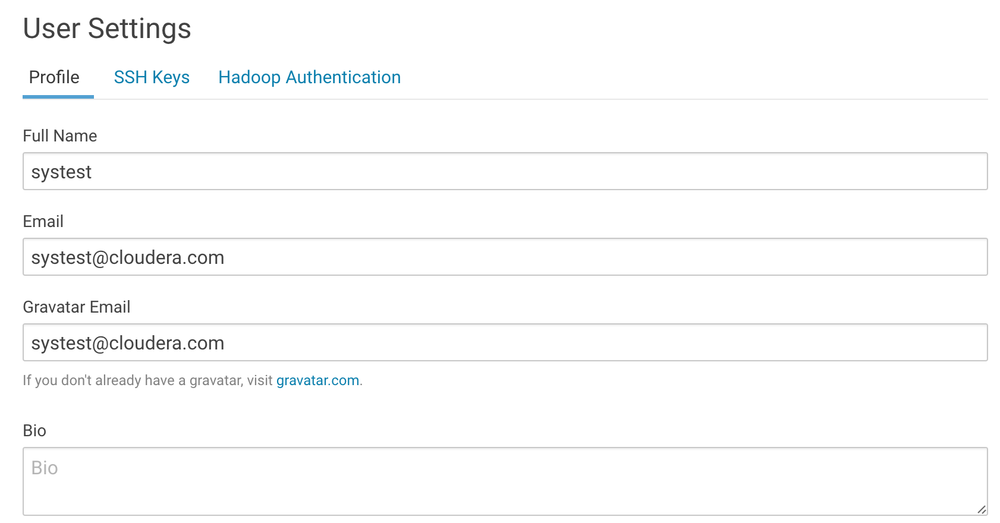 User Settings
Profile SSH Keys Hadoop Authentication
Full Name
systest
Email
systest@cloudera.com
Gravatar Email
systest@cloudera.com
If you don't already have a gravatar, visit gravatar.com.
Bio
Bio